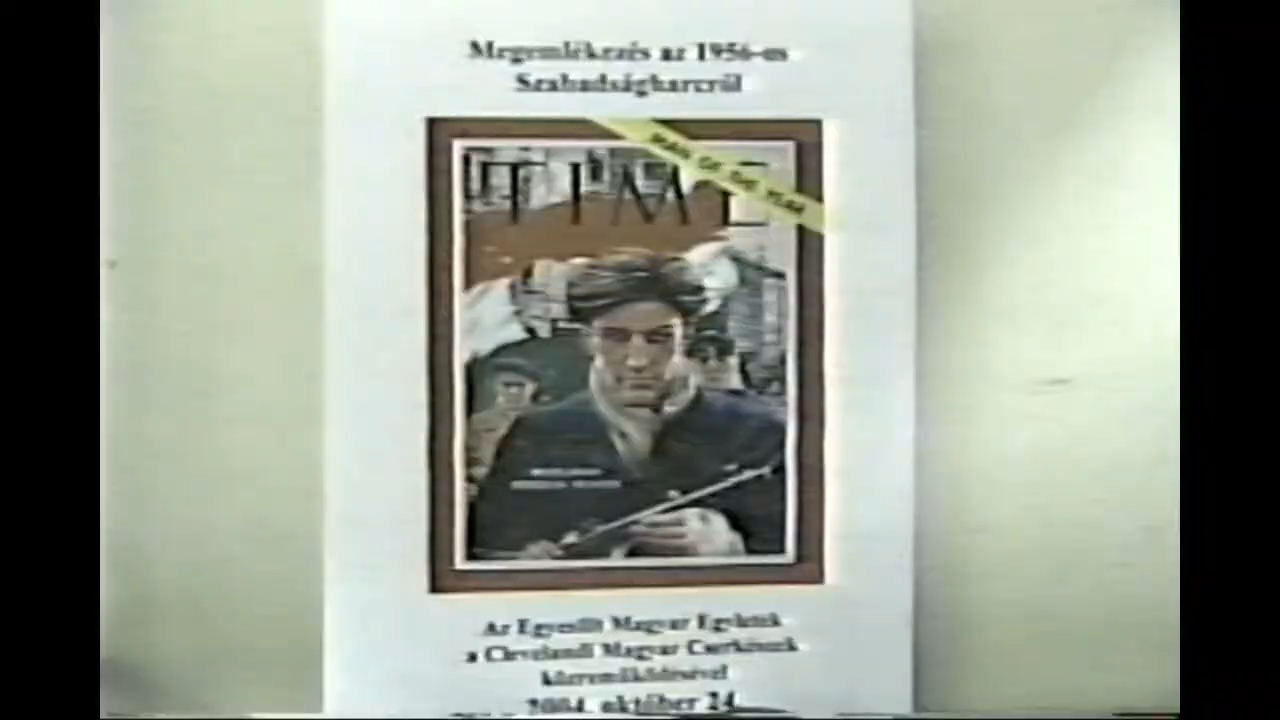 Megemlékezés az 1956-os
Szabadságharcról
MAN OF THE YEAR
TIME
Az Egyesült Magyar Egyletek
a Clevelandi Magyar Cserkészek
közreműködésével
2004. október 24.